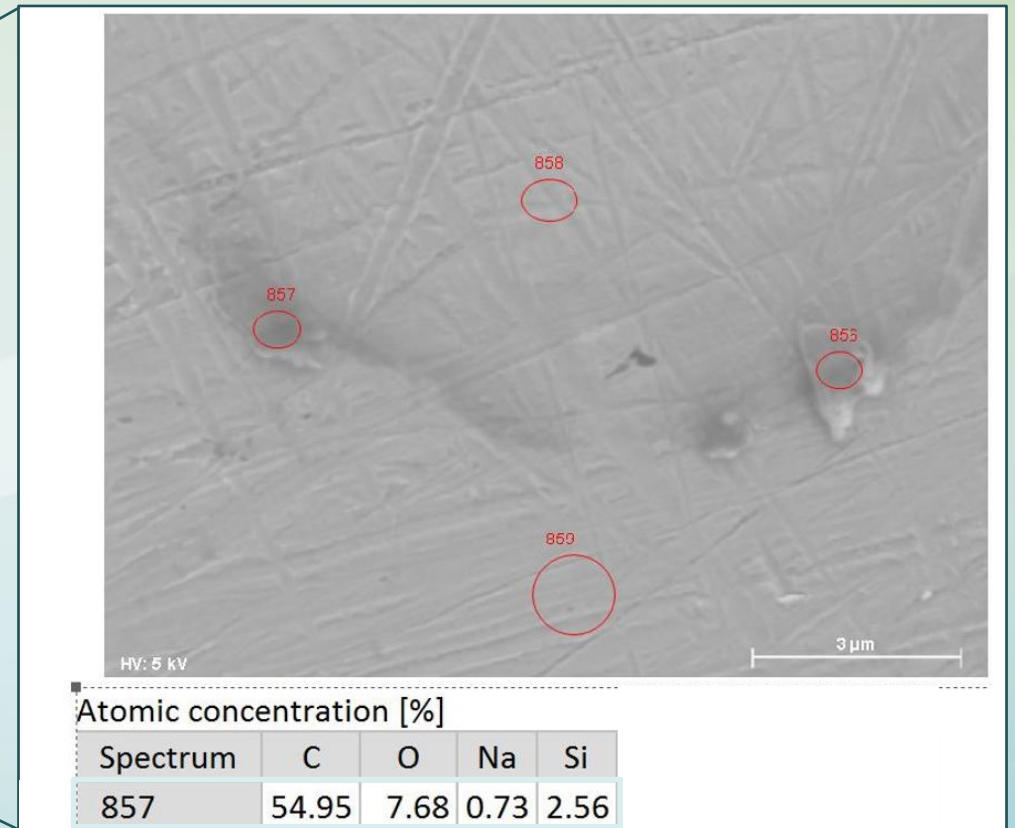 858
857
856
859
3 µm
HV: 5 kV
Atomic concentration [%]
Spectrum C O Na Si
857 54.95 7.68 0.73 2.56